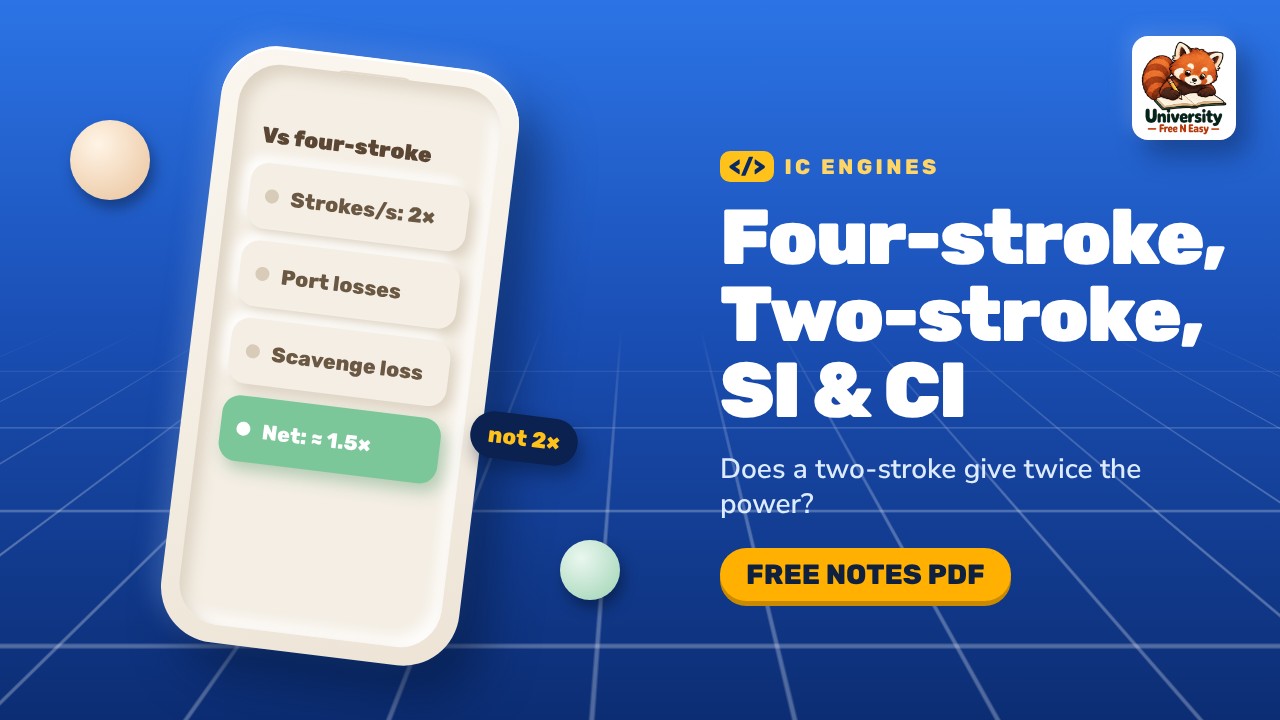 Vs four-stroke
Strokes/s: 2×
Port losses
Scavenge loss
Net: ≈ 1.5×
not 2×
University
Free N Easy
</> IC ENGINES
Four-stroke,
Two-stroke,
SI & CI
Does a two-stroke give twice the
power?
FREE NOTES PDF